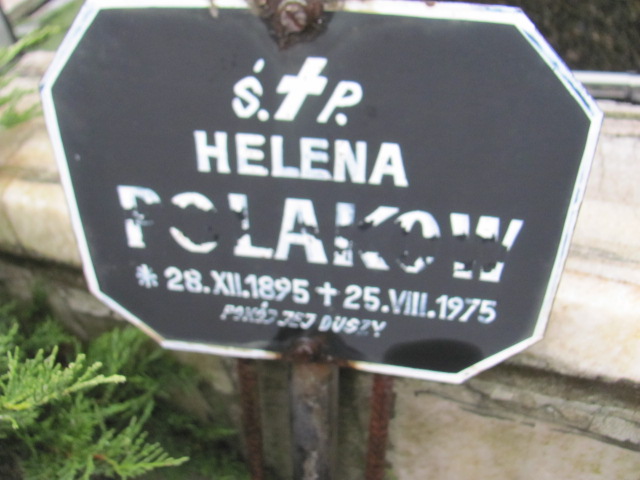 Ś.✝P.
HELENA
POLAKOW
* 28.XII.1895 ✝ 25.VIII.1975
POKÓJ JEJ DUSZY